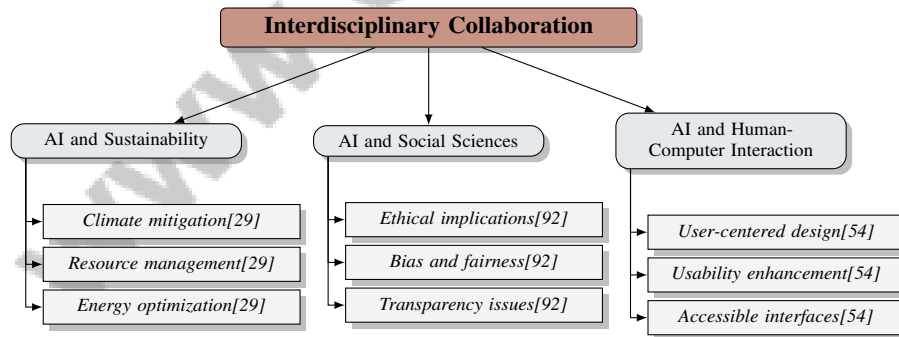 Interdisciplinary Collaboration
AI and Sustainability
Climate mitigation[29]
Resource management[29]
Energy optimization[29]
AI and Social Sciences
Ethical implications[92]
Bias and fairness[92]
Transparency issues[92]
AI and Human-
Computer Interaction
User-centered design[54]
Usability enhancement[54]
Accessible interfaces[54]
www